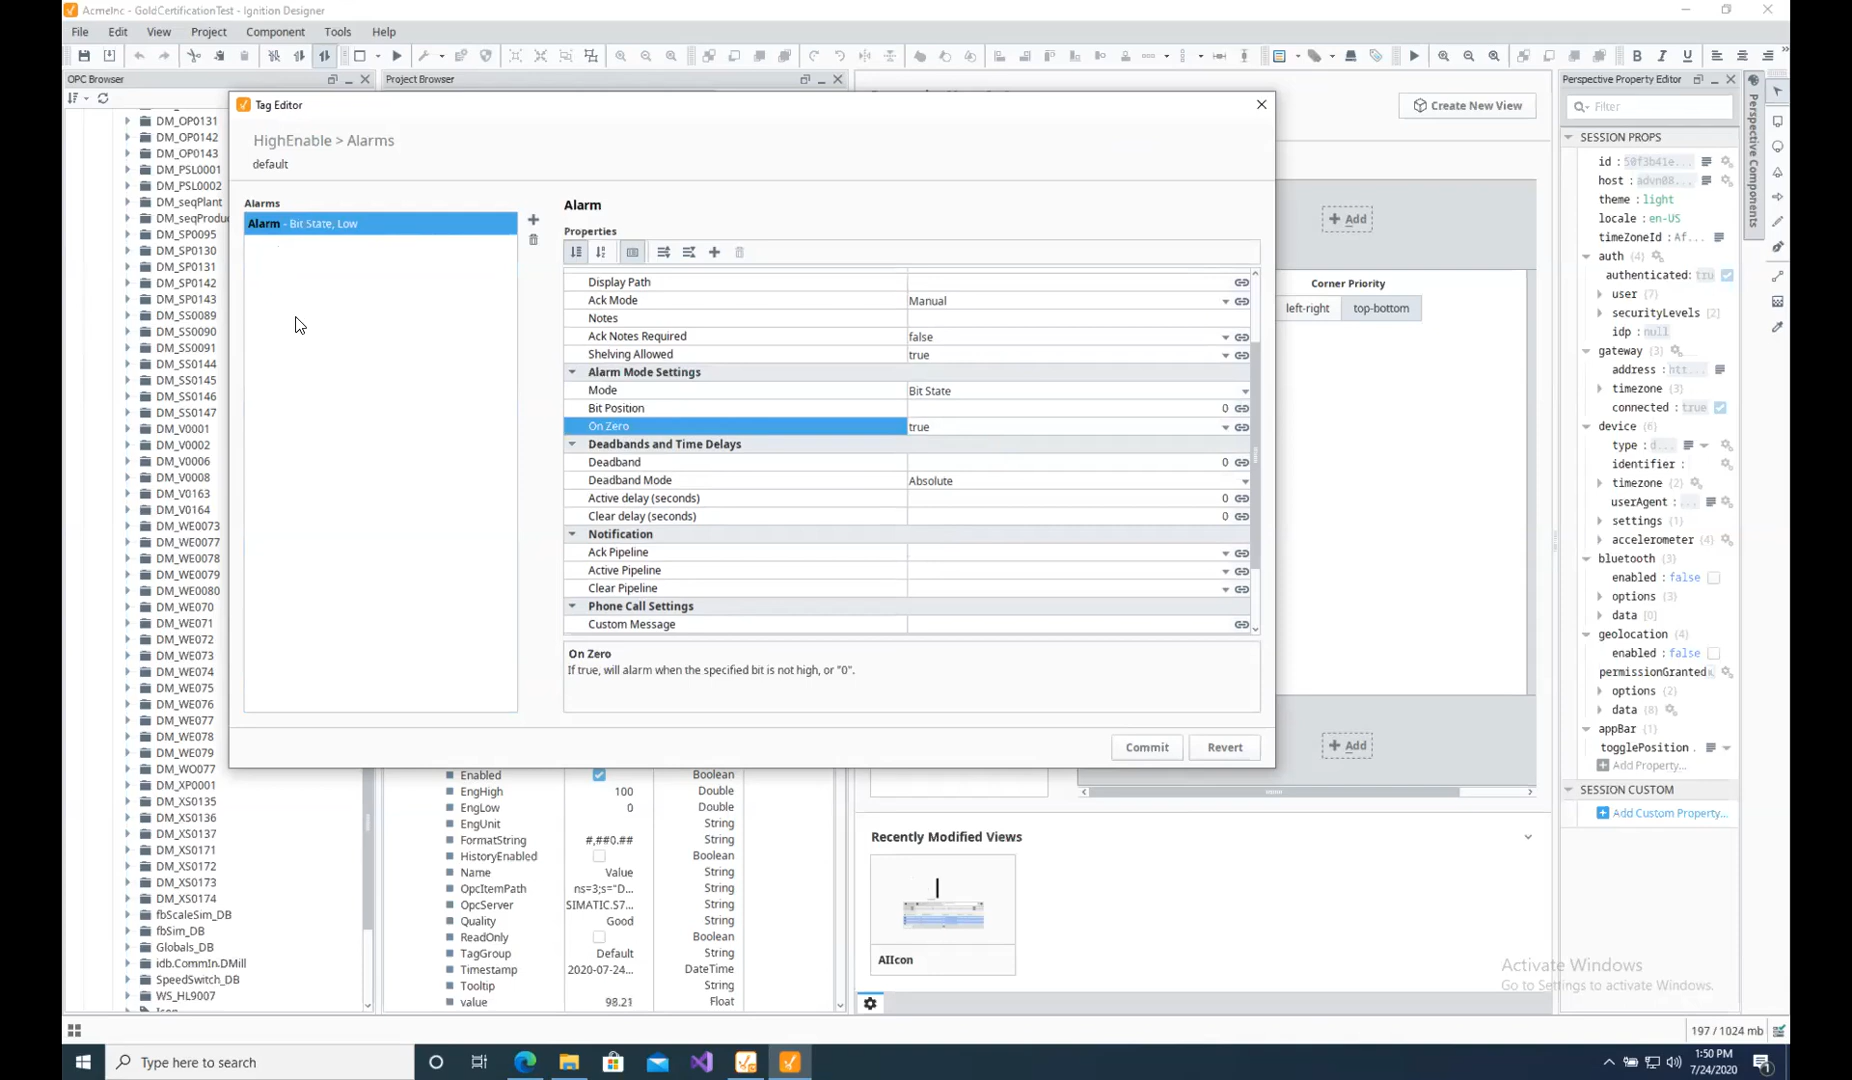 AcmeInc - GoldCertificationTest - Ignition Designer
File Edit View Project Component Tools Help
OPC Browser
Project Browser
Perspective Property Editor
DM_OP0131
DM_OP0142
DM_OP0143
DM_PSL0001
DM_PSL0002
DM_seqPlant
DM_seqProdu
DM_SP0095
DM_SP0130
DM_SP0131
DM_SP0142
DM_SP0143
DM_SS0089
DM_SS0090
DM_SS0091
DM_SS0144
DM_SS0145
DM_SS0146
DM_SS0147
DM_V0001
DM_V0002
DM_V0006
DM_V0008
DM_V0163
DM_V0164
DM_WE0073
DM_WE0077
DM_WE0078
DM_WE0079
DM_WE0080
DM_WE070
DM_WE071
DM_WE072
DM_WE073
DM_WE074
DM_WE075
DM_WE076
DM_WE077
DM_WE078
DM_WE079
DM_WO077
DM_XP0001
DM_XS0135
DM_XS0136
DM_XS0137
DM_XS0171
DM_XS0172
DM_XS0173
DM_XS0174
fbScaleSim_DB
fbSim_DB
Globals_DB
idb.CommIn.DMill
SpeedSwitch_DB
WS_HL9007
Icon
Tag Editor
HighEnable > Alarms
default
Alarms
Alarm - Bit State, Low
Alarm
Properties
Display Path
Ack Mode Manual
Notes
Ack Notes Required false
Shelving Allowed true
Alarm Mode Settings
Mode Bit State
Bit Position 0
On Zero true
Deadbands and Time Delays
Deadband 0
Deadband Mode Absolute
Active delay (seconds) 0
Clear delay (seconds) 0
Notification
Ack Pipeline
Active Pipeline
Clear Pipeline
Phone Call Settings
Custom Message
On Zero
If true, will alarm when the specified bit is not high, or "0".
Commit Revert
Enabled Boolean
EngHigh 100 Double
EngLow 0 Double
EngUnit String
FormatString #,##0.## String
HistoryEnabled Boolean
Name Value String
OpcItemPath ns=3;s="D... String
OpcServer SIMATIC.S7... String
Quality Good String
ReadOnly Boolean
TagGroup Default String
Timestamp 2020-07-24... DateTime
Tooltip String
value 98.21 Float
Create New View
+ Add
Corner Priority
left-right top-bottom
+ Add
Recently Modified Views
AIIcon
Filter
SESSION PROPS
id : 50f3b41e...
host : advn08...
theme : light
locale : en-US
timeZoneId : Af...
auth (4)
authenticated: tru
user (7)
securityLevels [2]
idp : null
gateway (3)
address : htt...
timezone (3)
connected : true
device (6)
type : d...
identifier :
timezone (2)
userAgent : ...
settings (1)
accelerometer (4)
bluetooth (3)
enabled : false
options (3)
data [0]
geolocation (4)
enabled : false
permissionGranted
options (2)
data (8)
appBar (1)
togglePosition .
Add Property...
SESSION CUSTOM
Add Custom Property...
Perspective Components
Activate Windows
Go to Settings to activate Windows.
197 / 1024 mb
Type here to search
1:50 PM
7/24/2020